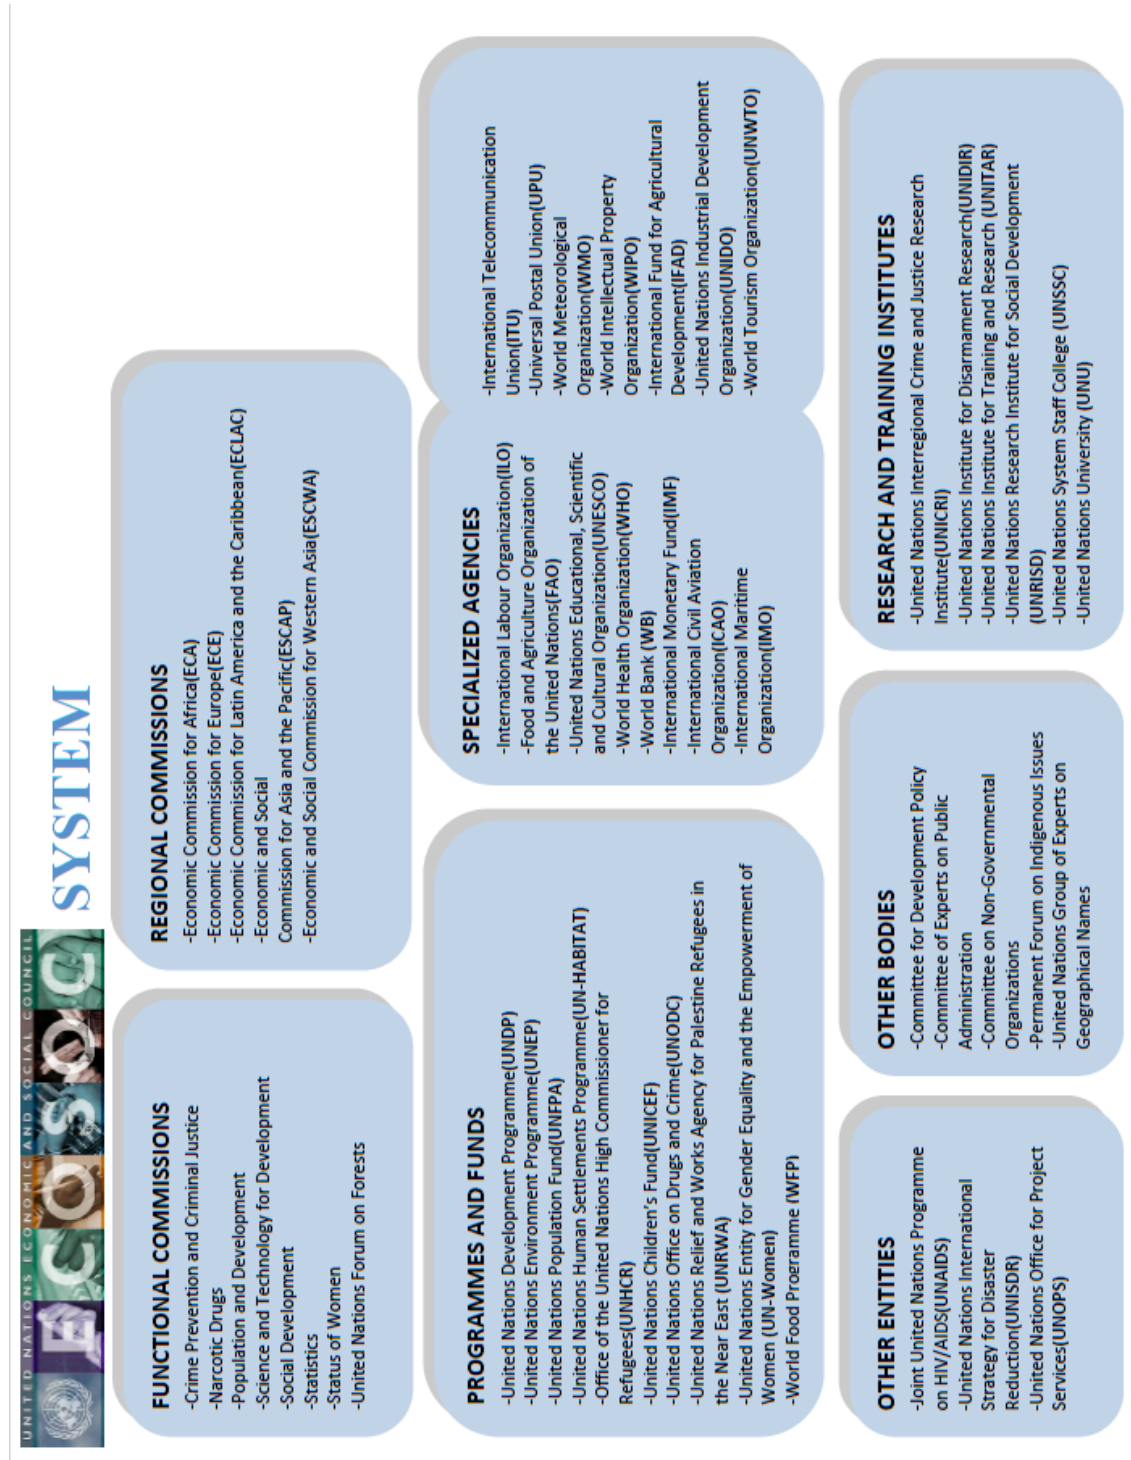 UNITED NATIONS ECONOMIC AND SOCIAL COUNCIL
ECOSOC
SYSTEM
FUNCTIONAL COMMISSIONS
-Crime Prevention and Criminal Justice
-Narcotic Drugs
-Population and Development
-Science and Technology for Development
-Social Development
-Statistics
-Status of Women
-United Nations Forum on Forests
REGIONAL COMMISSIONS
-Economic Commission for Africa(ECA)
-Economic Commission for Europe(ECE)
-Economic Commission for Latin America and the Caribbean(ECLAC)
-Economic and Social
Commission for Asia and the Pacific(ESCAP)
-Economic and Social Commission for Western Asia(ESCWA)
PROGRAMMES AND FUNDS
-United Nations Development Programme(UNDP)
-United Nations Environment Programme(UNEP)
-United Nations Population Fund(UNFPA)
-United Nations Human Settlements Programme(UN-HABITAT)
-Office of the United Nations High Commissioner for
Refugees(UNHCR)
-United Nations Children's Fund(UNICEF)
-United Nations Office on Drugs and Crime(UNODC)
-United Nations Relief and Works Agency for Palestine Refugees in
the Near East (UNRWA)
-United Nations Entity for Gender Equality and the Empowerment of
Women (UN-Women)
-World Food Programme (WFP)
SPECIALIZED AGENCIES
-International Labour Organization(ILO)
-Food and Agriculture Organization of
the United Nations(FAO)
-United Nations Educational, Scientific
and Cultural Organization(UNESCO)
-World Health Organization(WHO)
-World Bank (WB)
-International Monetary Fund(IMF)
-International Civil Aviation
Organization(ICAO)
-International Maritime
Organization(IMO)
-International Telecommunication
Union(ITU)
-Universal Postal Union(UPU)
-World Meteorological
Organization(WMO)
-World Intellectual Property
Organization(WIPO)
-International Fund for Agricultural
Development(IFAD)
-United Nations Industrial Development
Organization(UNIDO)
-World Tourism Organization(UNWTO)
OTHER ENTITIES
-Joint United Nations Programme
on HIV/AIDS(UNAIDS)
-United Nations International
Strategy for Disaster
Reduction(UNISDR)
-United Nations Office for Project
Services(UNOPS)
OTHER BODIES
-Committee for Development Policy
-Committee of Experts on Public
Administration
-Committee on Non-Governmental
Organizations
-Permanent Forum on Indigenous Issues
-United Nations Group of Experts on
Geographical Names
RESEARCH AND TRAINING INSTITUTES
-United Nations Interregional Crime and Justice Research
Institute(UNICRI)
-United Nations Institute for Disarmament Research(UNIDIR)
-United Nations Institute for Training and Research (UNITAR)
-United Nations Research Institute for Social Development
(UNRISD)
-United Nations System Staff College (UNSSC)
-United Nations University (UNU)